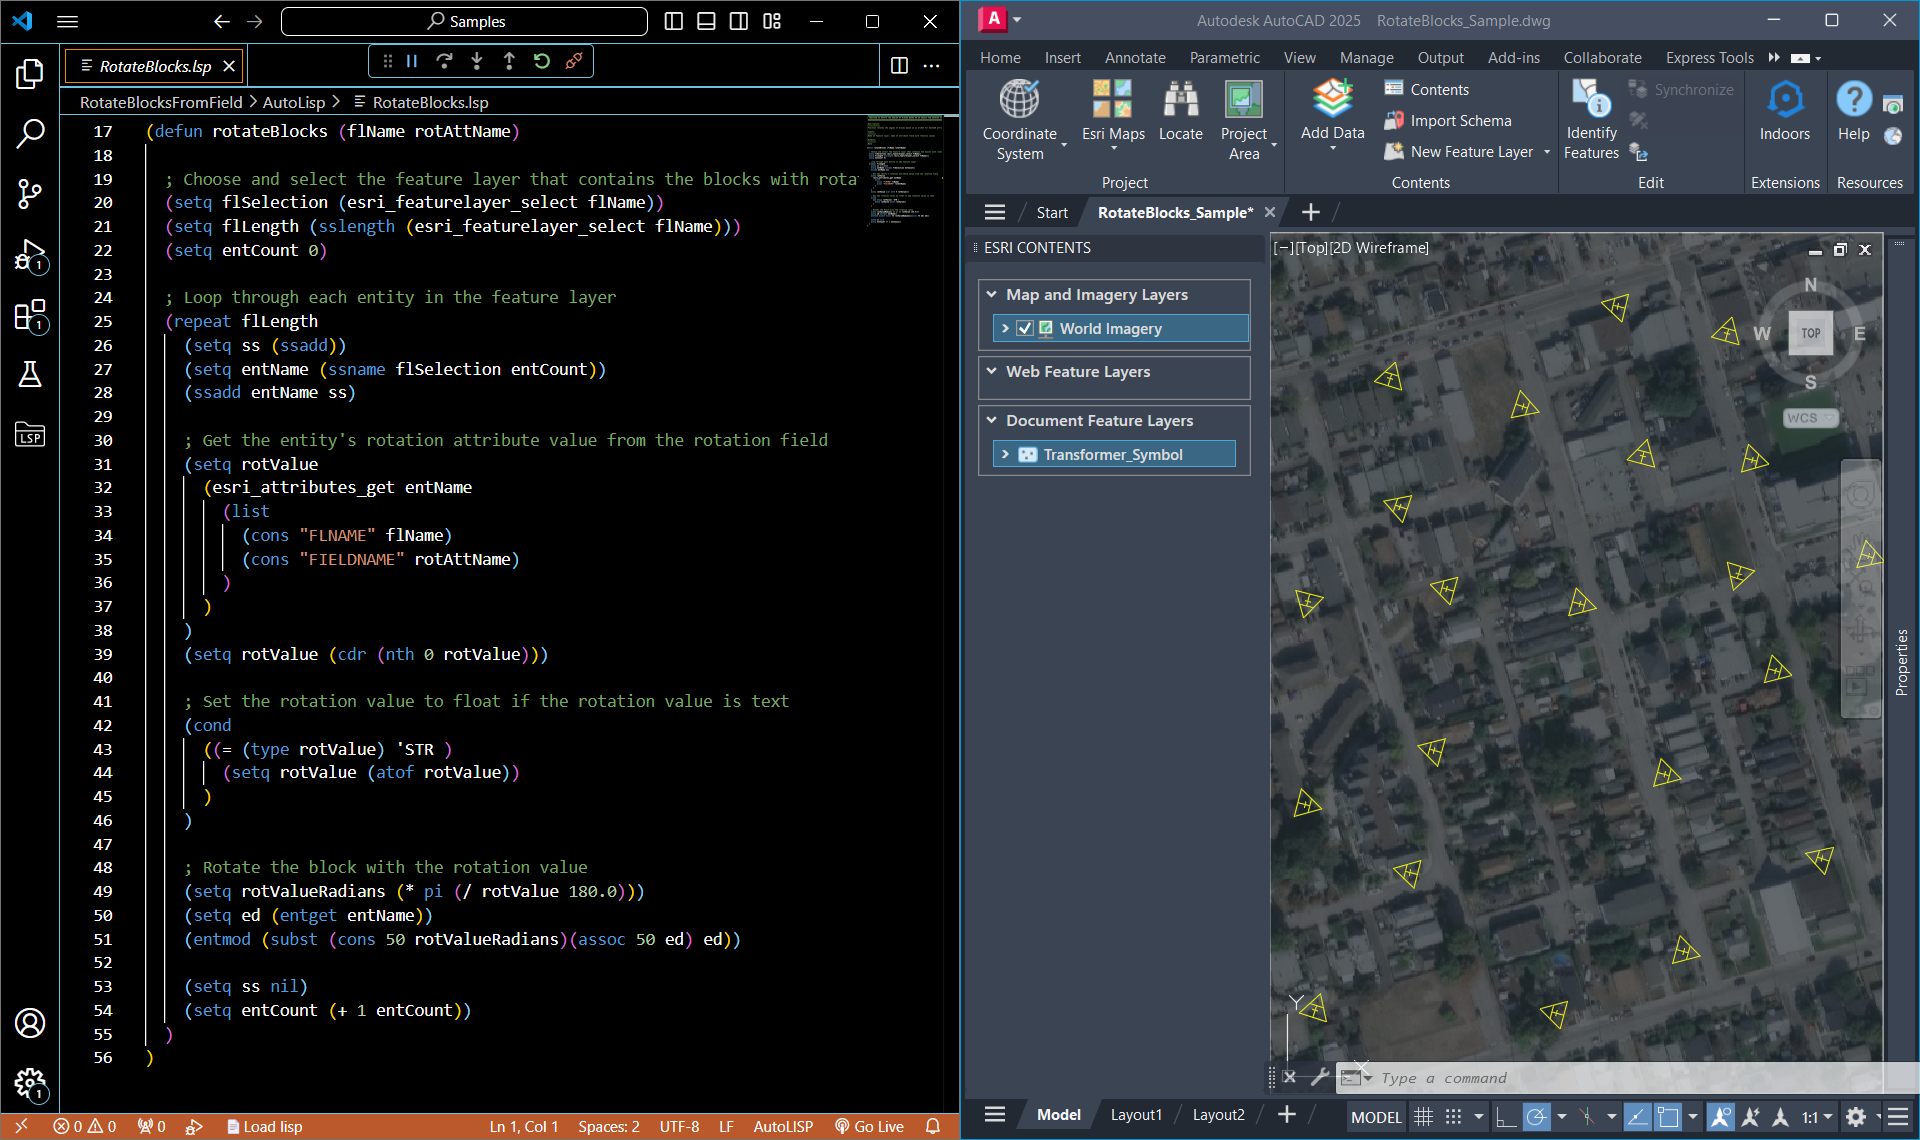 Samples
RotateBlocks.lsp
RotateBlocksFromField > AutoLisp > RotateBlocks.lsp
17 (defun rotateBlocks (flName rotAttName)
18
19 ; Choose and select the feature layer that contains the blocks with rota
20 (setq flSelection (esri_featurelayer_select flName))
21 (setq flLength (sslength (esri_featurelayer_select flName)))
22 (setq entCount 0)
23
24 ; Loop through each entity in the feature layer
25 (repeat flLength
26 (setq ss (ssadd))
27 (setq entName (ssname flSelection entCount))
28 (ssadd entName ss)
29
30 ; Get the entity's rotation attribute value from the rotation field
31 (setq rotValue
32 (esri_attributes_get entName
33 (list
34 (cons "FLNAME" flName)
35 (cons "FIELDNAME" rotAttName)
36 )
37 )
38 )
39 (setq rotValue (cdr (nth 0 rotValue)))
40
41 ; Set the rotation value to float if the rotation value is text
42 (cond
43 ((= (type rotValue) 'STR )
44 (setq rotValue (atof rotValue))
45 )
46 )
47
48 ; Rotate the block with the rotation value
49 (setq rotValueRadians (* pi (/ rotValue 180.0)))
50 (setq ed (entget entName))
51 (entmod (subst (cons 50 rotValueRadians)(assoc 50 ed) ed))
52
53 (setq ss nil)
54 (setq entCount (+ 1 entCount))
55 )
56 )
1
1
LSP
1
0 0 0 Load lisp Ln 1, Col 1 Spaces: 2 UTF-8 LF AutoLISP Go Live
A Autodesk AutoCAD 2025 RotateBlocks_Sample.dwg
Home Insert Annotate Parametric View Manage Output Add-ins Collaborate Express Tools
Coordinate System
Esri Maps
Locate
Project Area
Project
Add Data
Contents
Import Schema
New Feature Layer
Contents
Identify Features
Synchronize
Edit
Indoors
Extensions
Help
Resources
Start RotateBlocks_Sample*
ESRI CONTENTS
Map and Imagery Layers
World Imagery
Web Feature Layers
Document Feature Layers
Transformer_Symbol
[−][Top][2D Wireframe]
N
W TOP E
S
WCS
Properties
Y
X
Type a command
Model Layout1 Layout2 MODEL 1:1